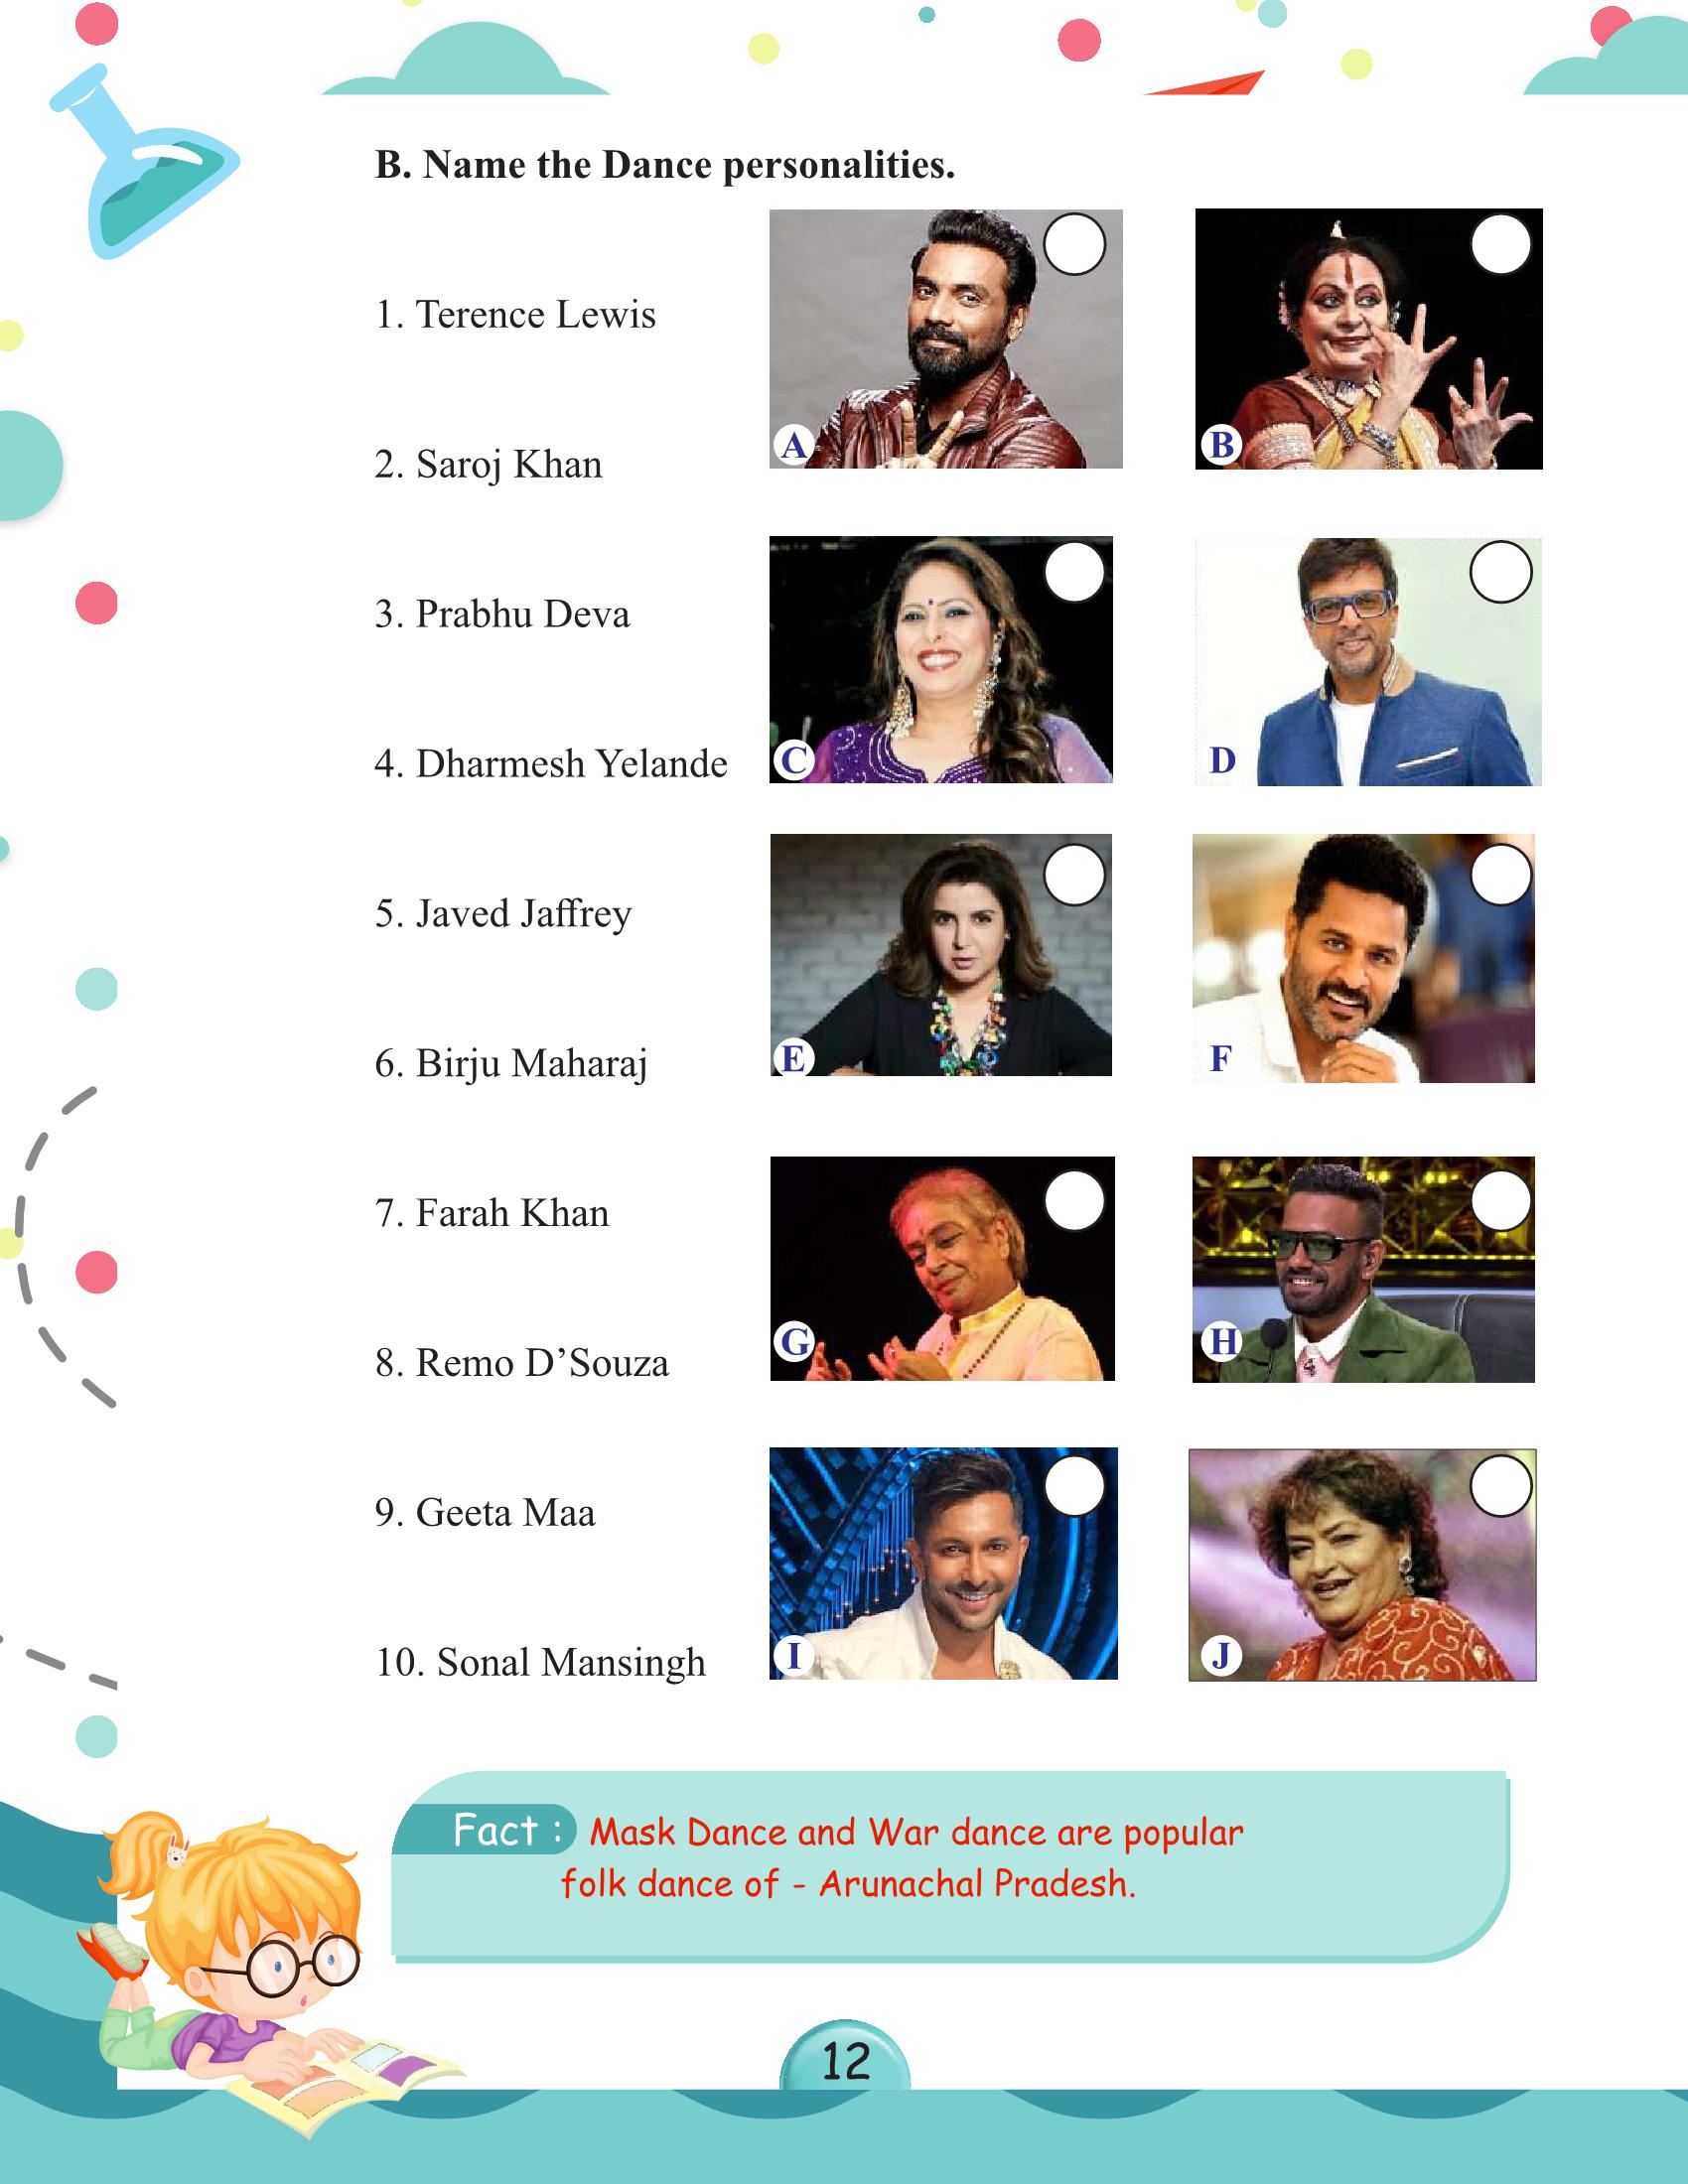 B. Name the Dance personalities.
1. Terence Lewis
2. Saroj Khan
A
B
3. Prabhu Deva
4. Dharmesh Yelande
C
D
5. Javed Jaffrey
6. Birju Maharaj
E
F
7. Farah Khan
8. Remo D’Souza
G
H
9. Geeta Maa
10. Sonal Mansingh
I
J
Fact : Mask Dance and War dance are popular
folk dance of - Arunachal Pradesh.
12